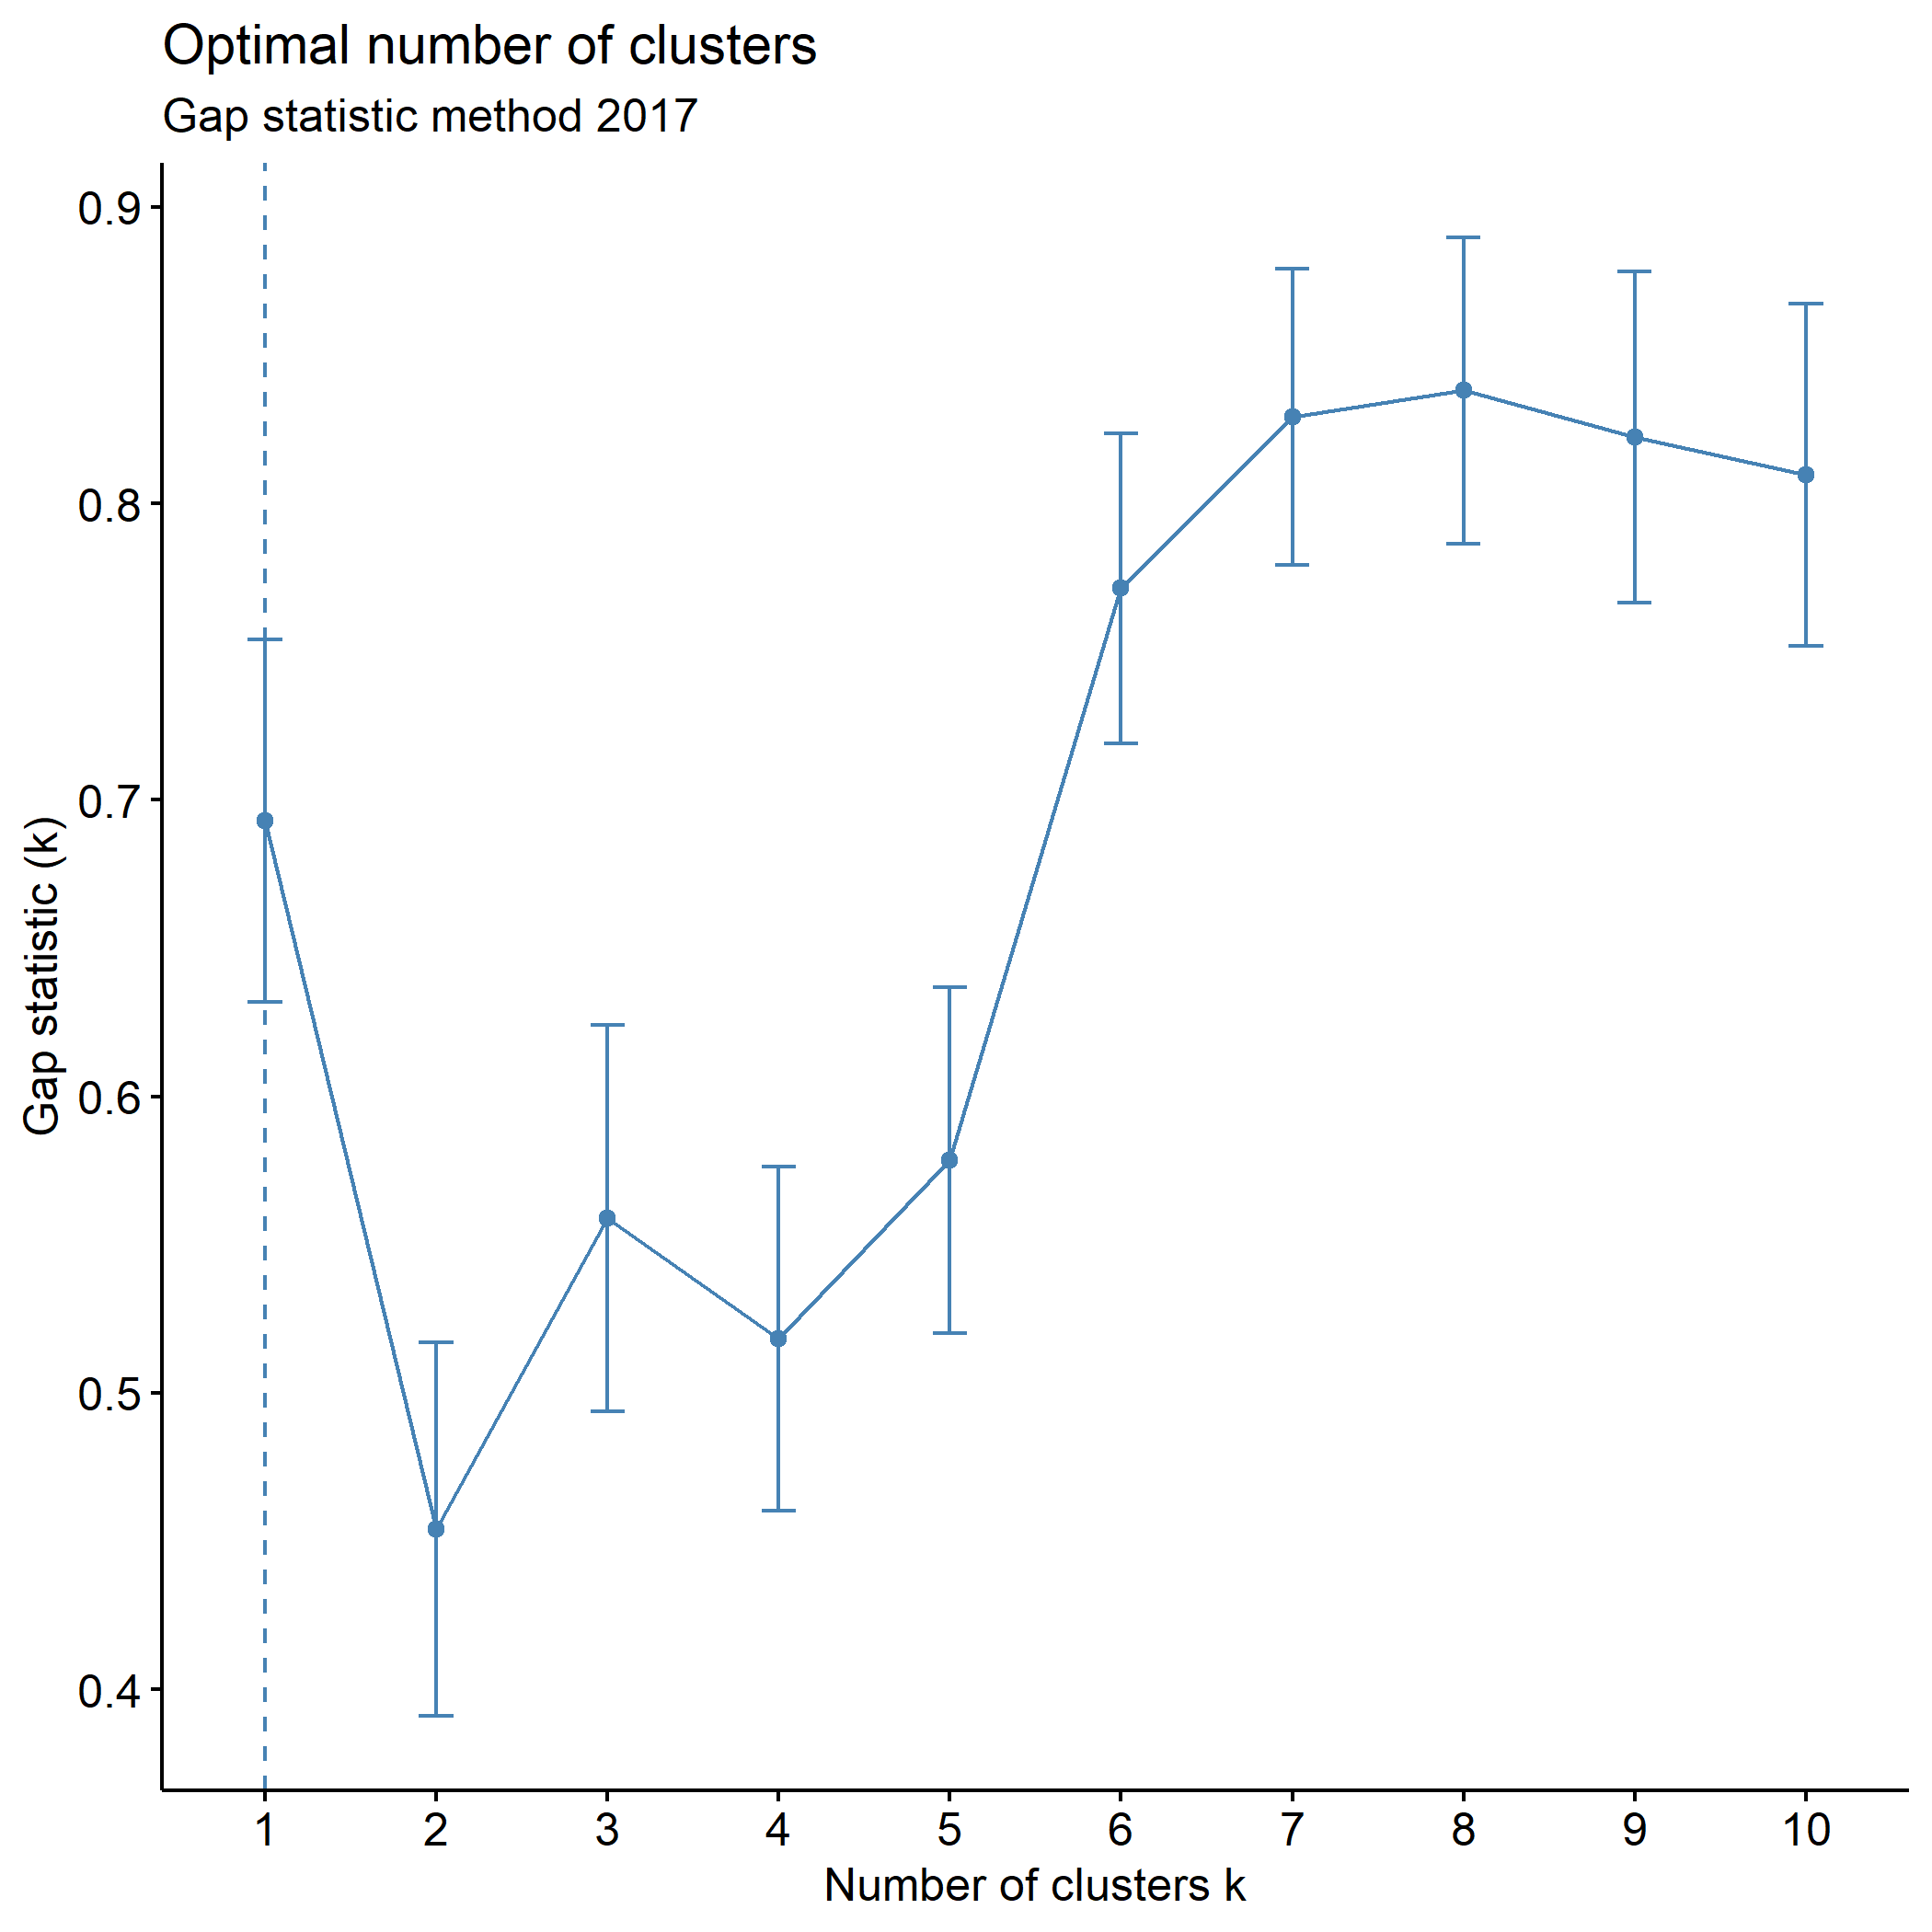 Optimal number of clusters
Gap statistic method 2017
0.9
0.8
0.7
0.6
0.5
0.4
Gap statistic (k)
1 2 3 4 5 6 7 8 9 10
Number of clusters k